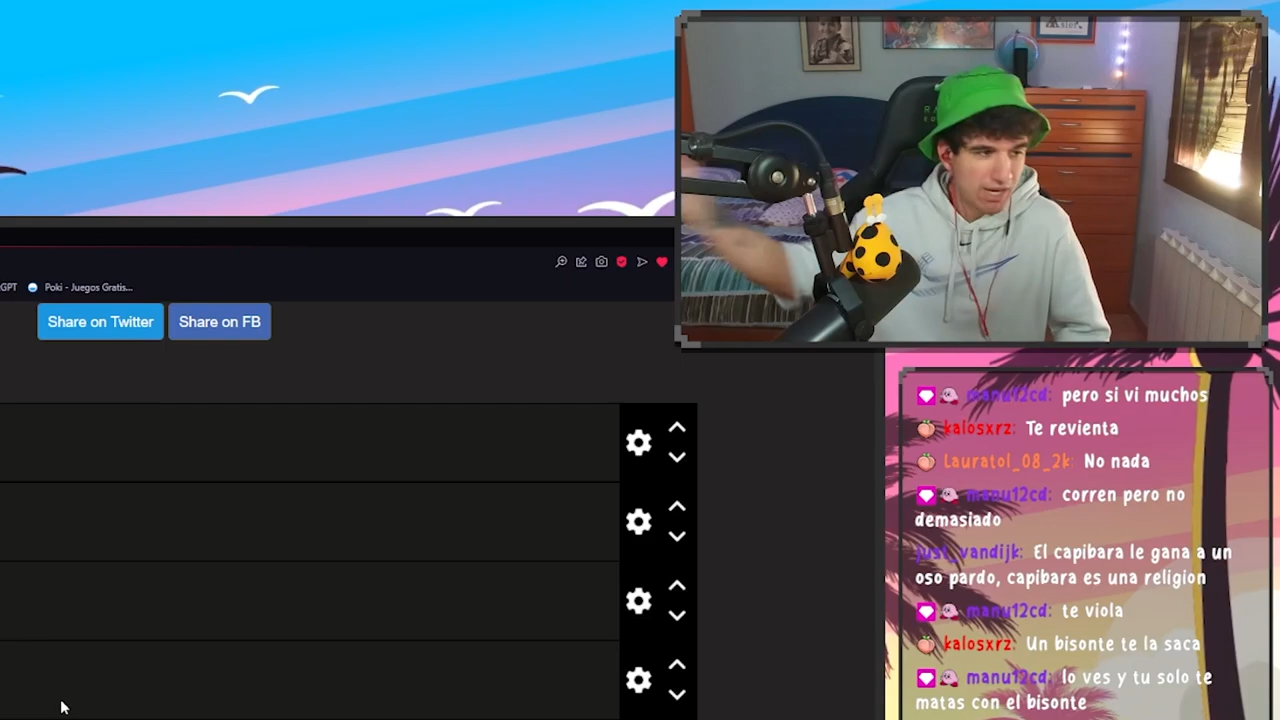 Asier
GPT
Poki - Juegos Gratis...
Share on Twitter
Share on FB
manu12cd: pero si vi muchos
kalosxrz: Te revienta
Lauratol_08_2k: No nada
manu12cd: corren pero no
demasiado
just_vandijk: El capibara le gana a un
oso pardo, capibara es una religion
manu12cd: te viola
kalosxrz: Un bisonte te la saca
manu12cd: lo ves y tu solo te
matas con el bisonte